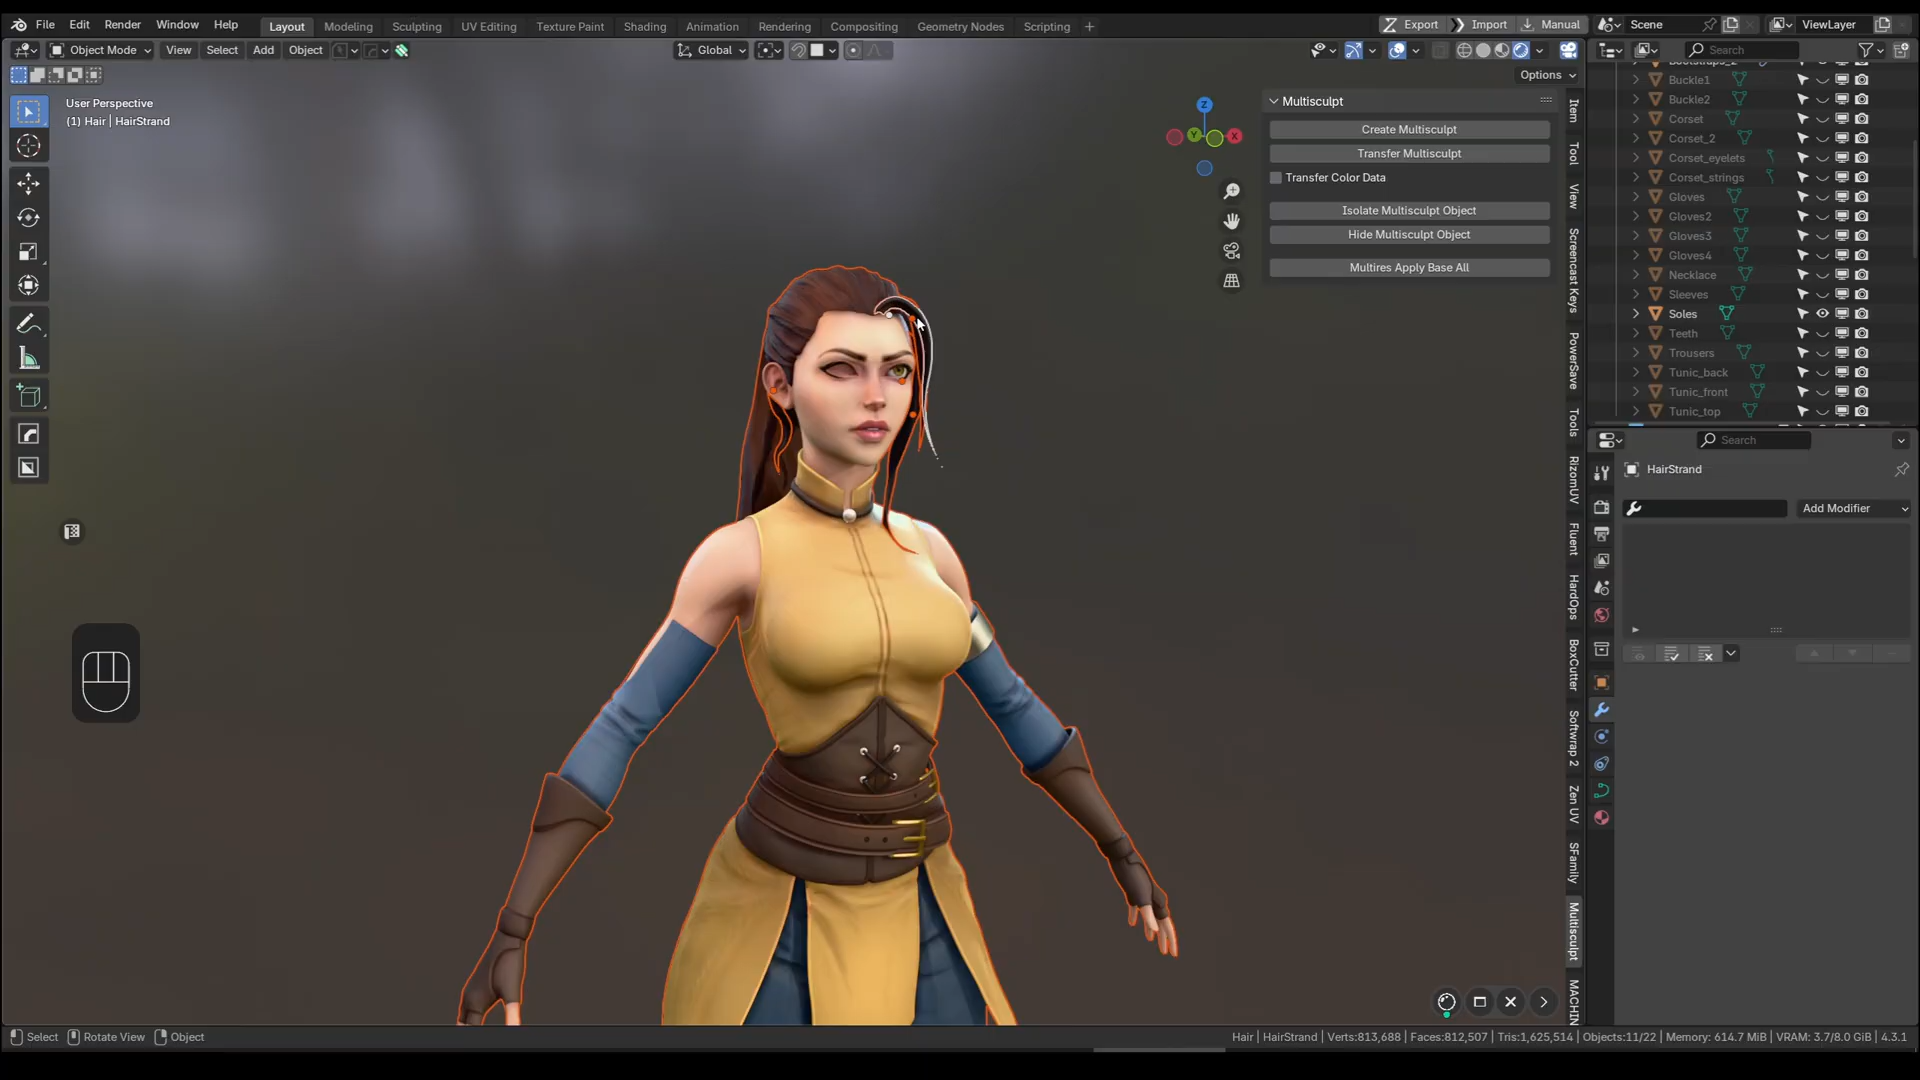 File Edit Render Window Help Layout Modeling Sculpting UV Editing Texture Paint Shading Animation Rendering Compositing Geometry Nodes Scripting + Export Import Manual Scene ViewLayer
Object Mode View Select Add Object Global Search
Options
User Perspective
(1) Hair | HairStrand
Multisculpt
Create Multisculpt
Transfer Multisculpt
Transfer Color Data
Isolate Multisculpt Object
Hide Multisculpt Object
Multires Apply Base All
Z
Y
X
Item
Tool
View
Screencast Keys
PowerSave
Tools
RizomUV
Fluent
HardOps
BoxCutter
Softwrap 2
Zen UV
SFamily
Multisculpt
MACHIN
Bootstraps_2
Buckle1
Buckle2
Corset
Corset_2
Corset_eyelets
Corset_strings
Gloves
Gloves2
Gloves3
Gloves4
Necklace
Sleeves
Soles
Teeth
Trousers
Tunic_back
Tunic_front
Tunic_top
Search
HairStrand
Add Modifier
Select Rotate View Object
Hair | HairStrand | Verts:813,688 | Faces:812,507 | Tris:1,625,514 | Objects:11/22 | Memory: 614.7 MiB | VRAM: 3.7/8.0 GiB | 4.3.1